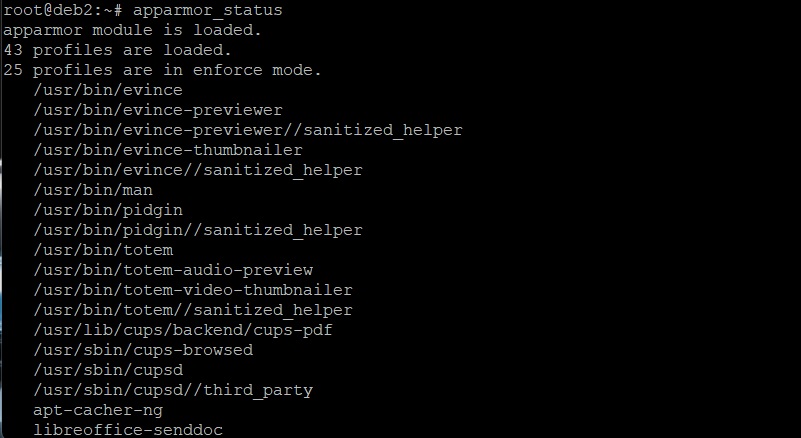 root@deb2:~# apparmor_status
apparmor module is loaded.
43 profiles are loaded.
25 profiles are in enforce mode.
/usr/bin/evince
/usr/bin/evince-previewer
/usr/bin/evince-previewer//sanitized_helper
/usr/bin/evince-thumbnailer
/usr/bin/evince//sanitized_helper
/usr/bin/man
/usr/bin/pidgin
/usr/bin/pidgin//sanitized_helper
/usr/bin/totem
/usr/bin/totem-audio-preview
/usr/bin/totem-video-thumbnailer
/usr/bin/totem//sanitized_helper
/usr/lib/cups/backend/cups-pdf
/usr/sbin/cups-browsed
/usr/sbin/cupsd
/usr/sbin/cupsd//third_party
apt-cacher-ng
libreoffice-senddoc